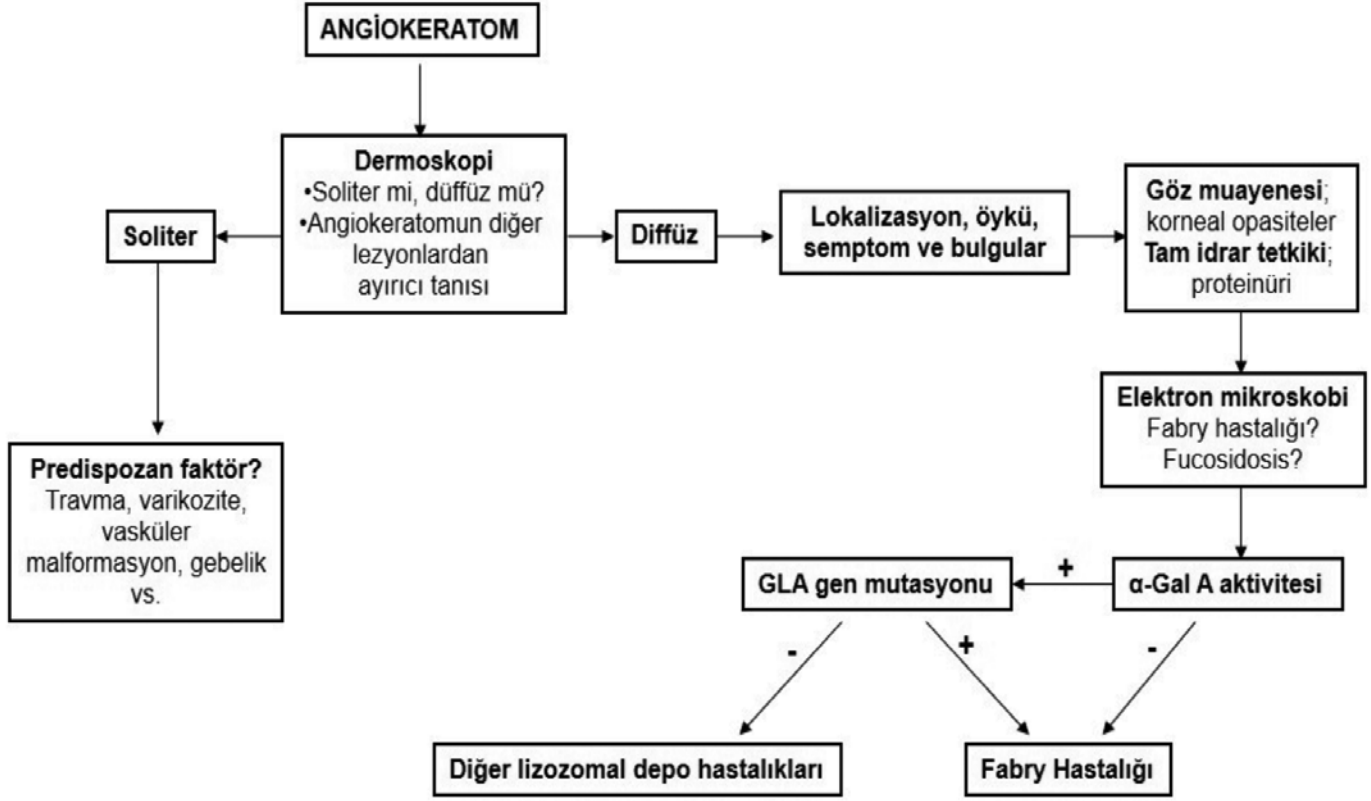 ANGİOKERATOM
Dermoskopi
•Soliter mi, düffüz mü?
•Angiokeratomun diğer
lezyonlardan
ayırıcı tanısı
Soliter
Diffüz
Lokalizasyon, öykü,
semptom ve bulgular
Göz muayenesi;
korneal opasiteler
Tam idrar tetkiki;
proteinüri
Elektron mikroskobi
Fabry hastalığı?
Fucosidosis?
Predispozan faktör?
Travma, varikozite,
vasküler
malformasyon, gebelik
vs.
GLA gen mutasyonu
+
α-Gal A aktivitesi
-
+
-
Diğer lizozomal depo hastalıkları
Fabry Hastalığı